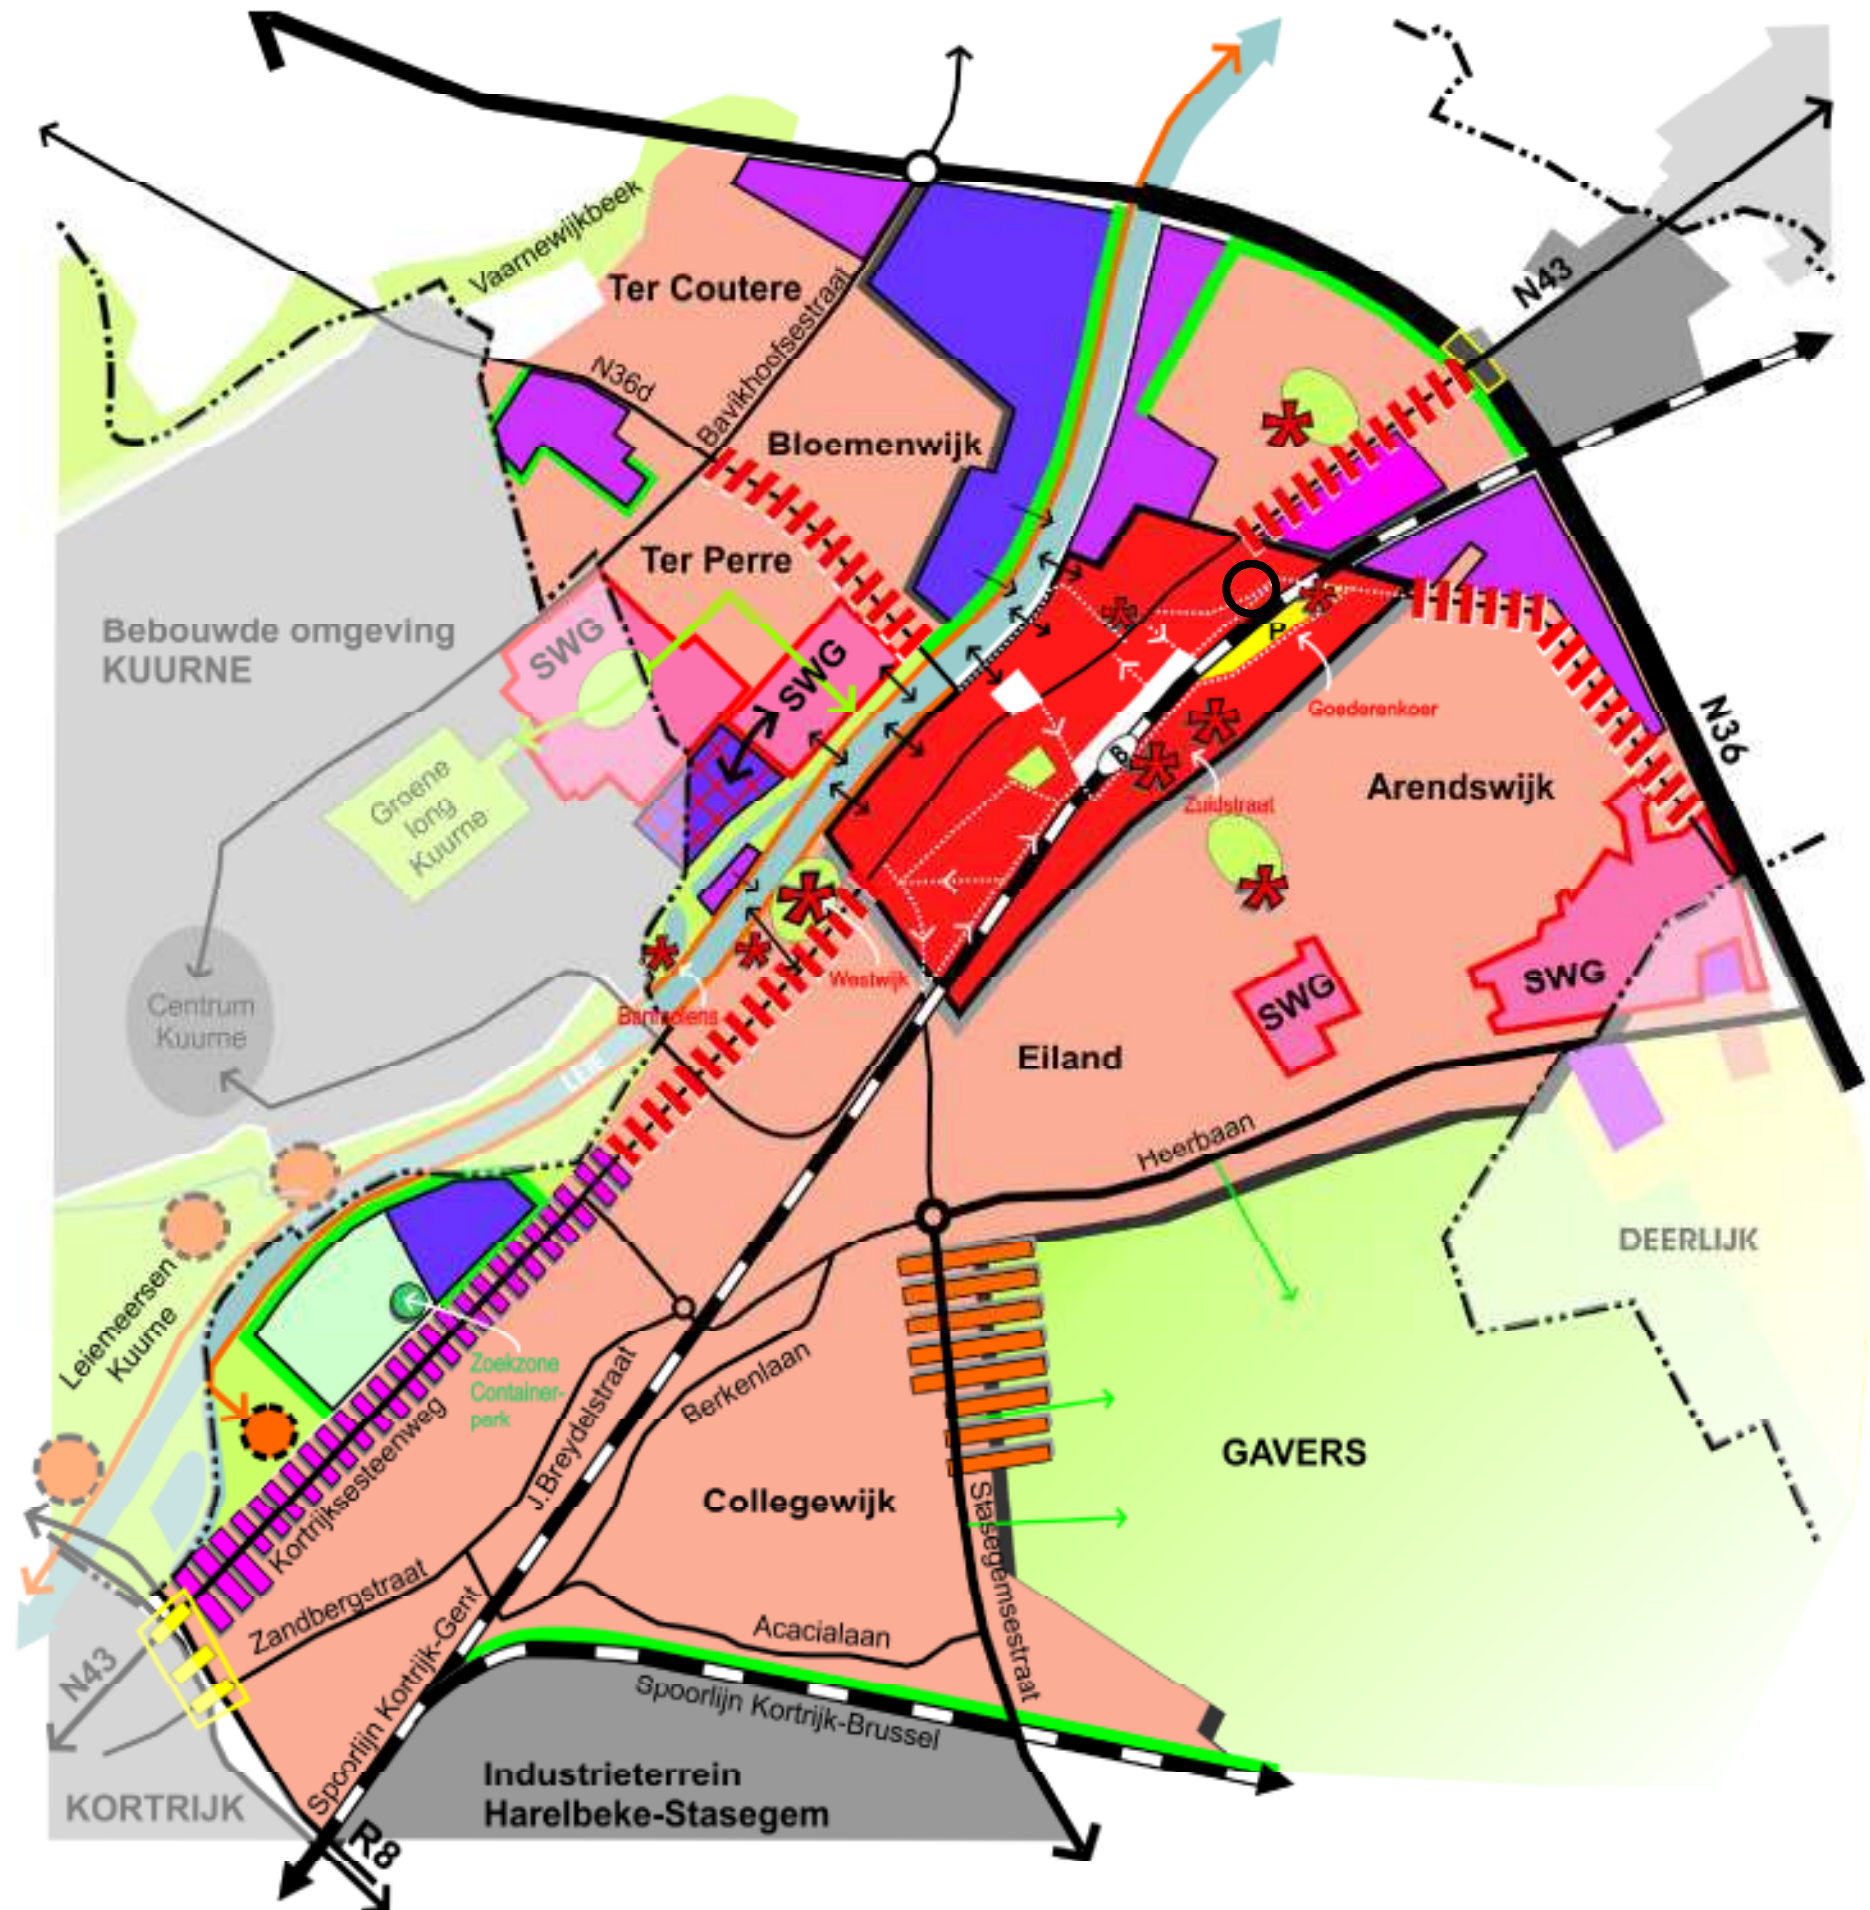 Vaarnewijkbeek
Ter Coutere
N43
N36d
Bavikhoofsestraat
Bloemenwijk
Ter Perre
Bebouwde omgeving
KUURNE
SWG
SWG
P
Goederenkoer
N36
B
Arendswijk
Zuidstraat
Groene
long
Kuurne
Westwijk
SWG
SWG
Centrum
Kuurne
LEIE
Eiland
Heerbaan
DEERLIJK
Leiemeersen
Kuurne
Zoekzone
Container-
park
Kortrijksesteenweg
J.Breydelstraat
Berkenlaan
GAVERS
Collegewijk
Stasegemsestraat
Zandbergstraat
Acacialaan
N43
Spoorlijn Kortrijk-Gent
Spoorlijn Kortrijk-Brussel
KORTRIJK
Industrieterrein
Harelbeke-Stasegem
R8